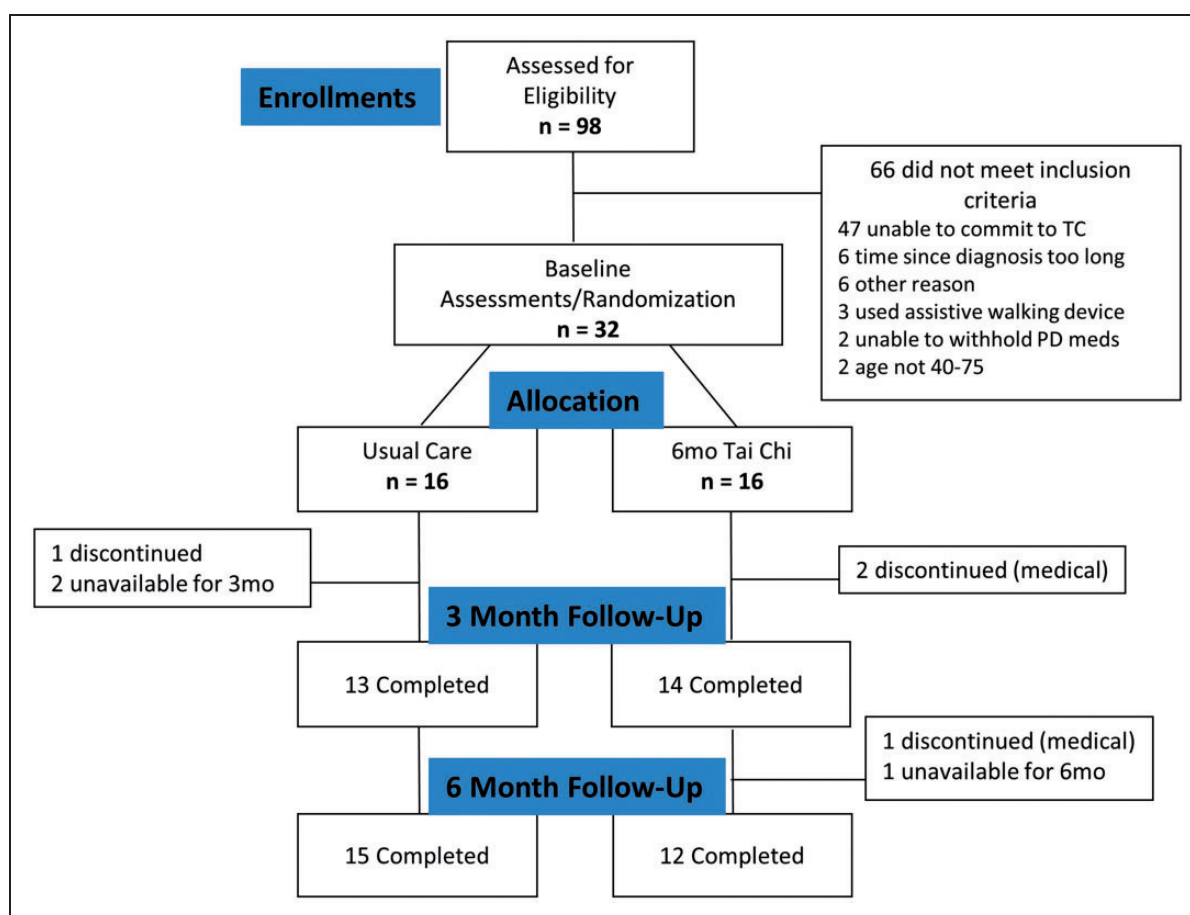 Enrollments
Assessed for
Eligibility
n = 98
66 did not meet inclusion
criteria
47 unable to commit to TC
6 time since diagnosis too long
6 other reason
3 used assistive walking device
2 unable to withhold PD meds
2 age not 40-75
Baseline
Assessments/Randomization
n = 32
Allocation
Usual Care
n = 16
6mo Tai Chi
n = 16
1 discontinued
2 unavailable for 3mo
2 discontinued (medical)
3 Month Follow-Up
13 Completed
14 Completed
1 discontinued (medical)
1 unavailable for 6mo
6 Month Follow-Up
15 Completed
12 Completed